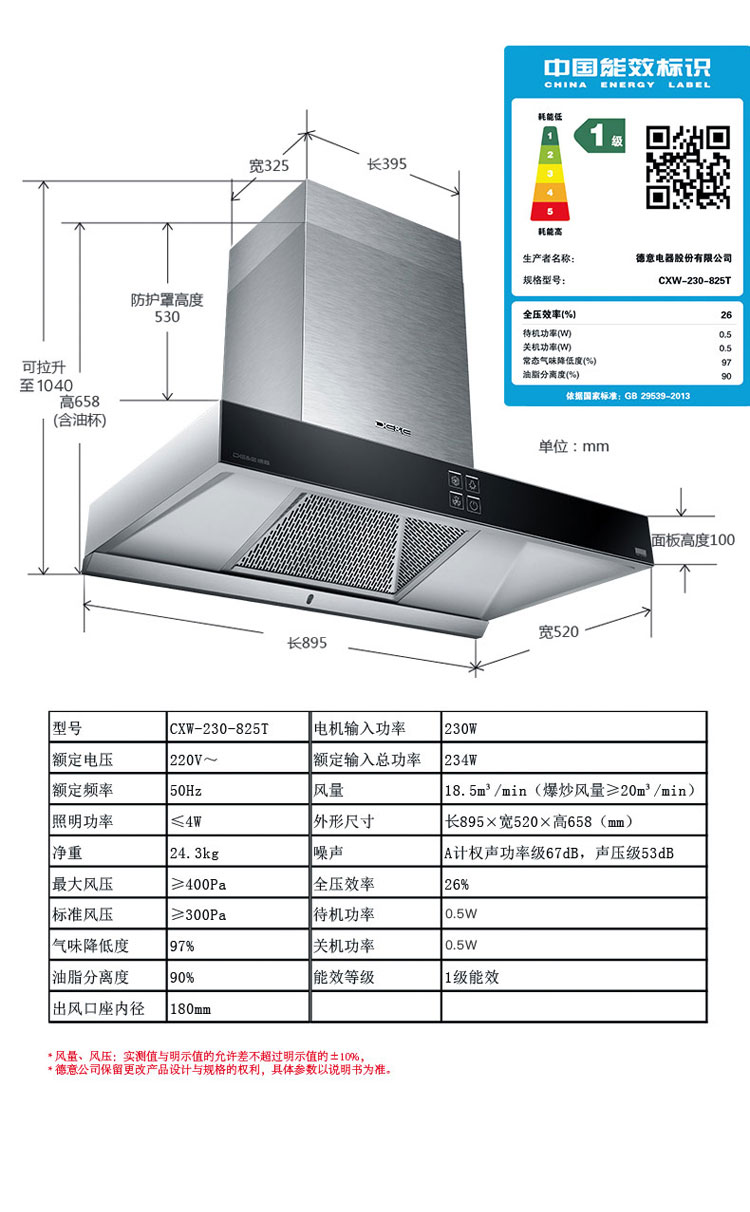 中国能效标识
CHINA ENERGY LABEL
耗能低
1
2
3
4
5
耗能高
1级
生产者名称： 德意电器股份有限公司
规格型号： CXW-230-825T
全压效率(%) 26
待机功率(W) 0.5
关机功率(W) 0.5
常态气味降低度(%) 97
油脂分离度(%) 90
依据国家标准：GB 29539-2013
宽325
长395
防护罩高度
530
可拉升
至1040
高658
(含油杯)
单位：mm
面板高度100
宽520
长895
型号 CXW-230-825T 电机输入功率 230W
额定电压 220V～ 额定输入总功率 234W
额定频率 50Hz 风量 18.5m³/min（爆炒风量≥20m³/min）
照明功率 ≤4W 外形尺寸 长895×宽520×高658（mm）
净重 24.3kg 噪声 A计权声功率级67dB，声压级53dB
最大风压 ≥400Pa 全压效率 26%
标准风压 ≥300Pa 待机功率 0.5W
气味降低度 97% 关机功率 0.5W
油脂分离度 90% 能效等级 1级能效
出风口座内径 180mm
*风量、风压：实测值与明示值的允许差不超过明示值的±10%，
*德意公司保留更改产品设计与规格的权利，具体参数以说明书为准。